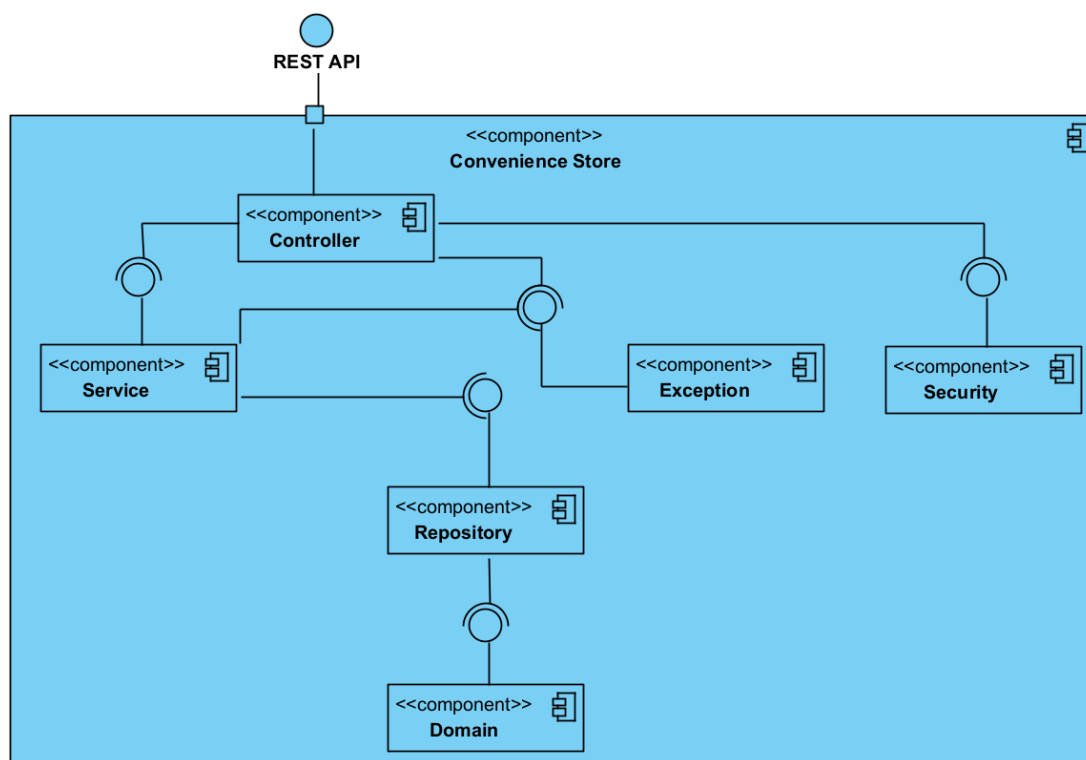 REST API
<<component>>
Convenience Store
<<component>>
Controller
<<component>>
Service
<<component>>
Exception
<<component>>
Security
<<component>>
Repository
<<component>>
Domain